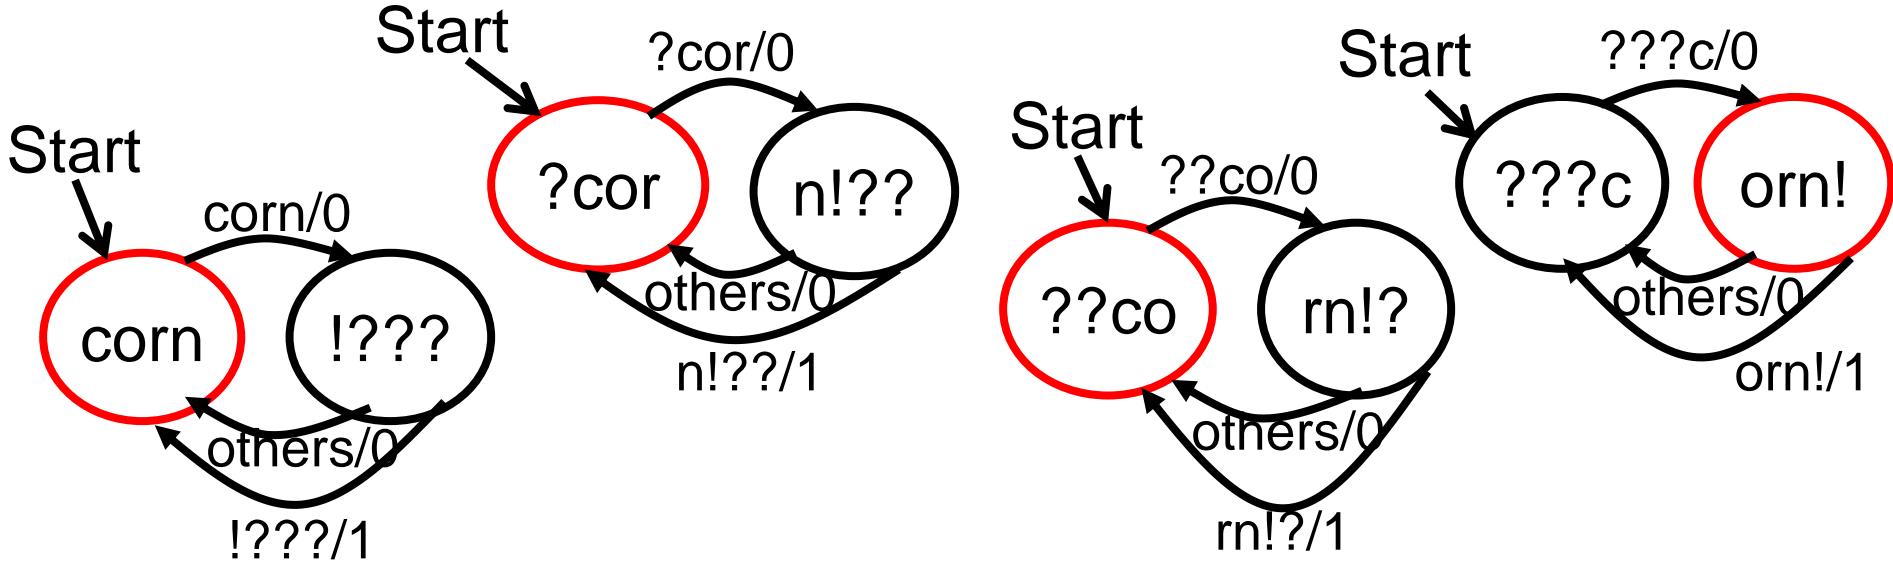 Start
corn/0
corn
!???
others/0
!???/1
Start
?cor/0
?cor
n!??
others/0
n!??/1
Start
??co/0
??co
rn!?
others/0
rn!?/1
Start
???c/0
???c
orn!
others/0
orn!/1